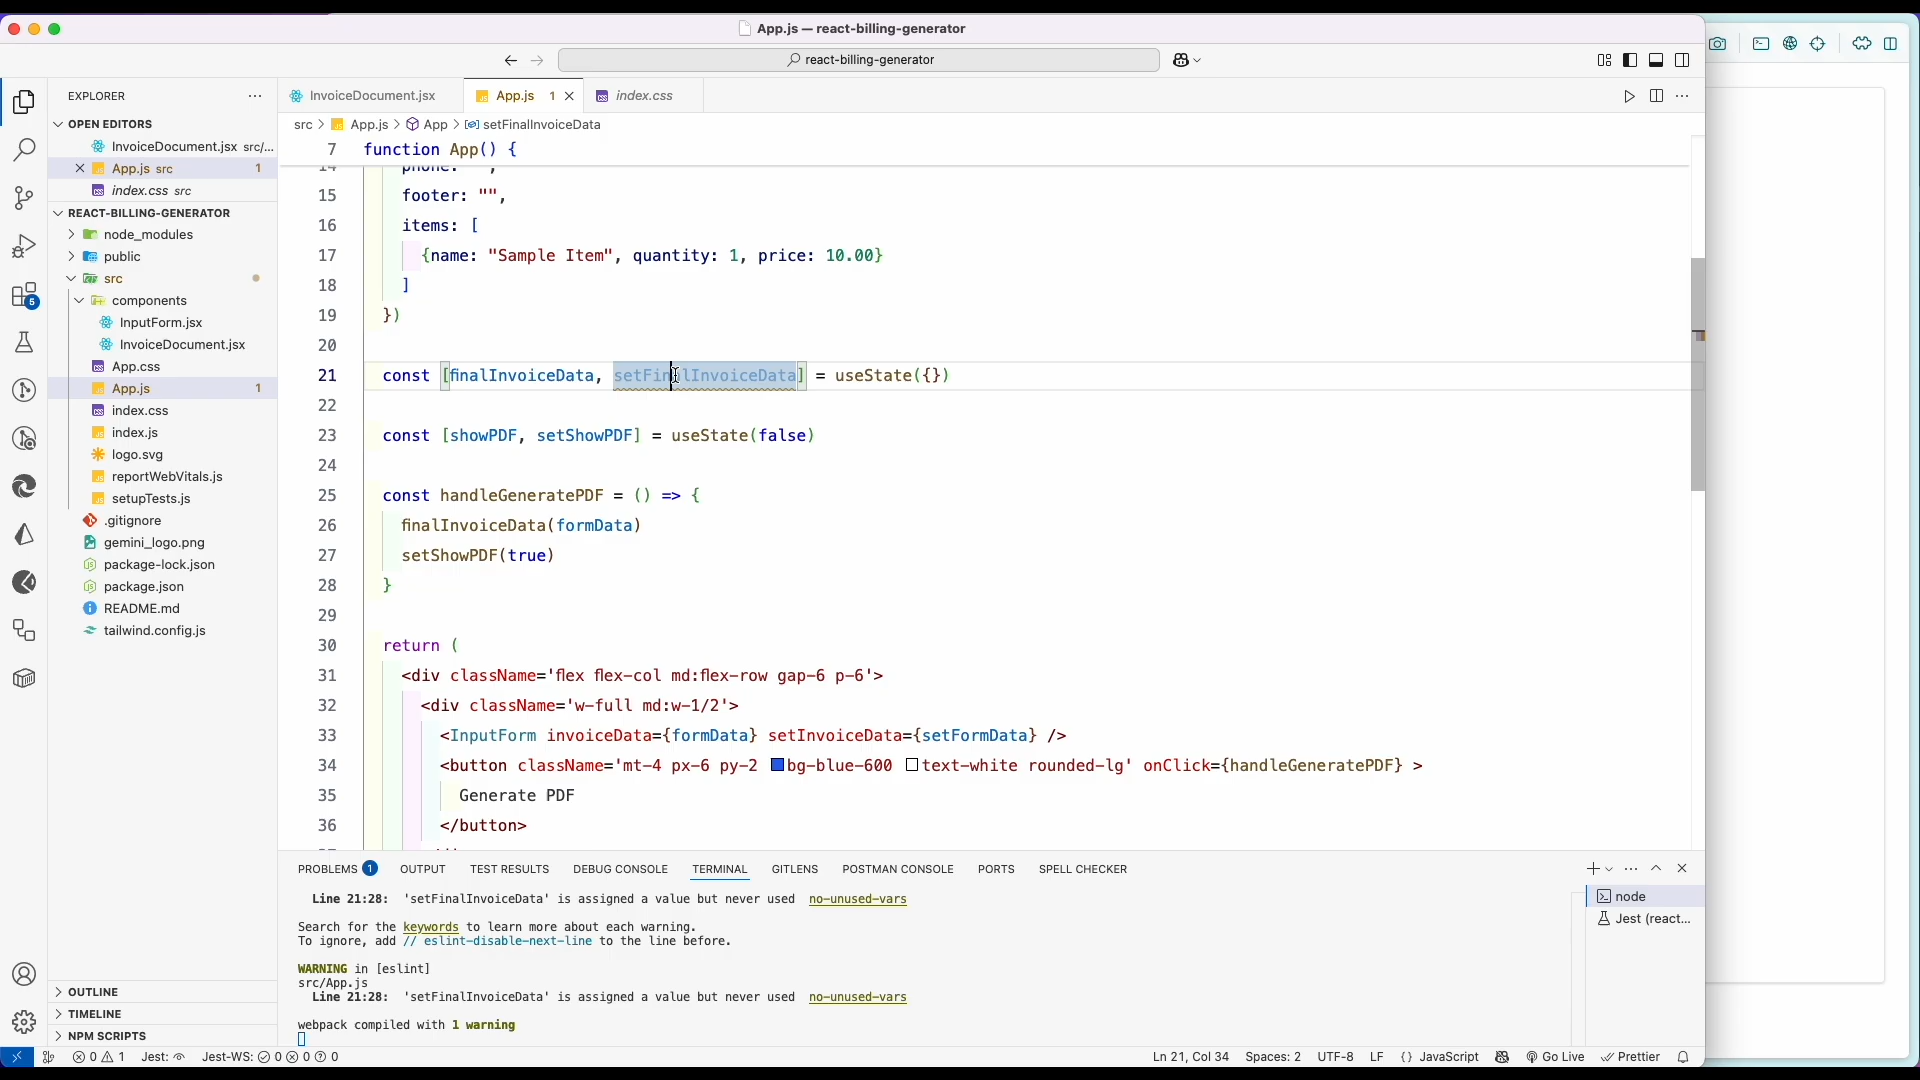 App.js — react-billing-generator
react-billing-generator
EXPLORER
OPEN EDITORS
InvoiceDocument.jsx src/...
App.js src 1
index.css src
REACT-BILLING-GENERATOR
node_modules
public
src
components
InputForm.jsx
InvoiceDocument.jsx
App.css
App.js 1
index.css
index.js
logo.svg
reportWebVitals.js
setupTests.js
.gitignore
gemini_logo.png
package-lock.json
package.json
README.md
tailwind.config.js
OUTLINE
TIMELINE
NPM SCRIPTS
5
InvoiceDocument.jsx App.js 1 index.css
src > App.js > App > setFinalInvoiceData
7 function App() {
14 phone: "",
15 footer: "",
16 items: [
17 {name: "Sample Item", quantity: 1, price: 10.00}
18 ]
19 })
20
21 const [finalInvoiceData, setFinalInvoiceData] = useState({})
22
23 const [showPDF, setShowPDF] = useState(false)
24
25 const handleGeneratePDF = () => {
26 finalInvoiceData(formData)
27 setShowPDF(true)
28 }
29
30 return (
31 <div className='flex flex-col md:flex-row gap-6 p-6'>
32 <div className='w-full md:w-1/2'>
33 <InputForm invoiceData={formData} setInvoiceData={setFormData} />
34 <button className='mt-4 px-6 py-2 bg-blue-600 text-white rounded-lg' onClick={handleGeneratePDF} >
35 Generate PDF
36 </button>
PROBLEMS 1 OUTPUT TEST RESULTS DEBUG CONSOLE TERMINAL GITLENS POSTMAN CONSOLE PORTS SPELL CHECKER
Line 21:28: 'setFinalInvoiceData' is assigned a value but never used no-unused-vars
Search for the keywords to learn more about each warning.
To ignore, add // eslint-disable-next-line to the line before.
WARNING in [eslint]
src/App.js
Line 21:28: 'setFinalInvoiceData' is assigned a value but never used no-unused-vars
webpack compiled with 1 warning
node
Jest (react...
0 1 Jest: Jest-WS: 0 0 0 Ln 21, Col 34 Spaces: 2 UTF-8 LF {} JavaScript Go Live Prettier